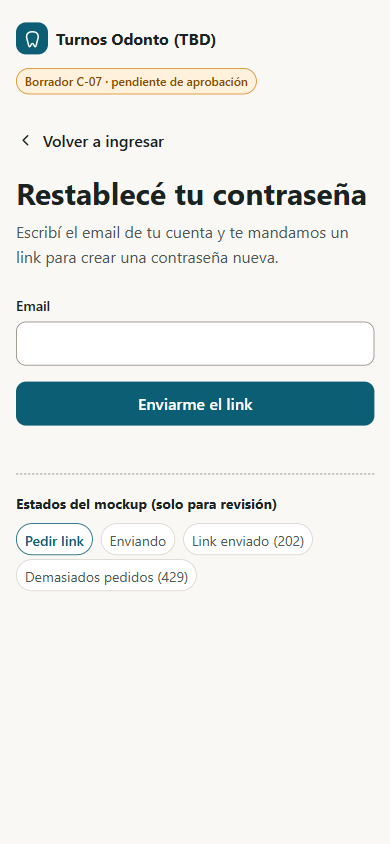 Turnos Odonto (TBD)
Borrador C-07 · pendiente de aprobación
Volver a ingresar
Restablecé tu contraseña
Escribí el email de tu cuenta y te mandamos un
link para crear una contraseña nueva.
Email
Enviarme el link
Estados del mockup (solo para revisión)
Pedir link
Enviando
Link enviado (202)
Demasiados pedidos (429)